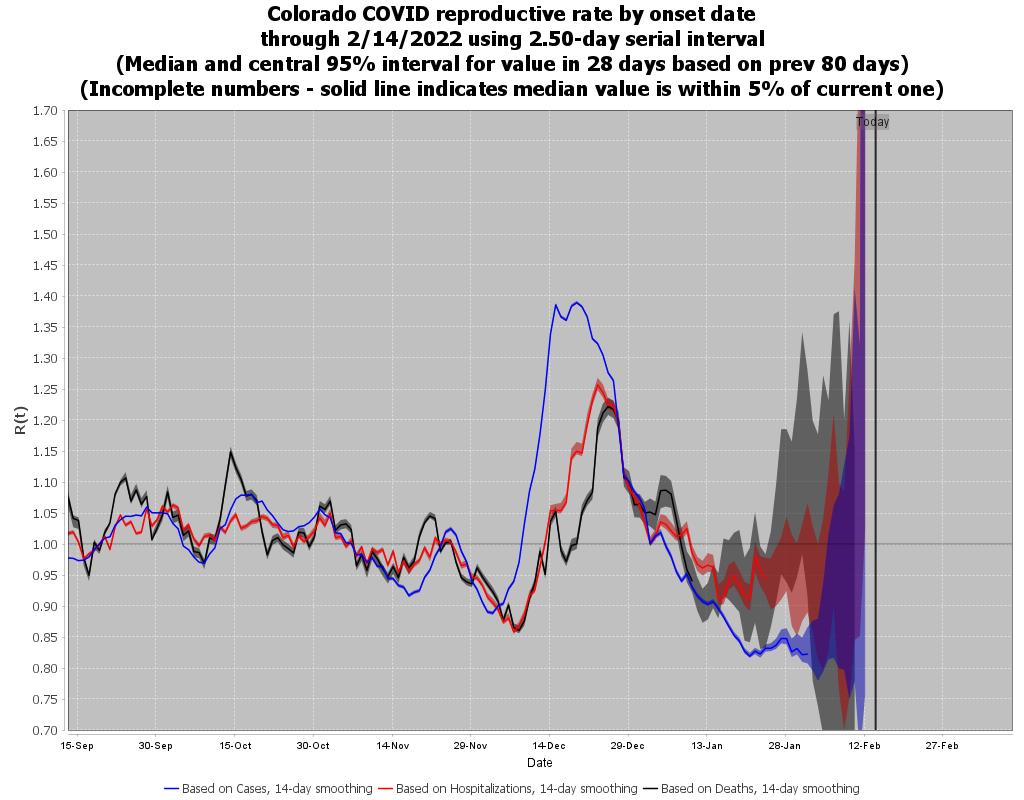 Colorado COVID reproductive rate by onset date
through 2/14/2022 using 2.50-day serial interval
(Median and central 95% interval for value in 28 days based on prev 80 days)
(Incomplete numbers - solid line indicates median value is within 5% of current one)
Today
1.70
1.65
1.60
1.55
1.50
1.45
1.40
1.35
1.30
1.25
1.20
1.15
1.10
1.05
1.00
0.95
0.90
0.85
0.80
0.75
0.70
R(t)
15-Sep 30-Sep 15-Oct 30-Oct 14-Nov 29-Nov 14-Dec 29-Dec 13-Jan 28-Jan 12-Feb 27-Feb
Date
Based on Cases, 14-day smoothing Based on Hospitalizations, 14-day smoothing Based on Deaths, 14-day smoothing